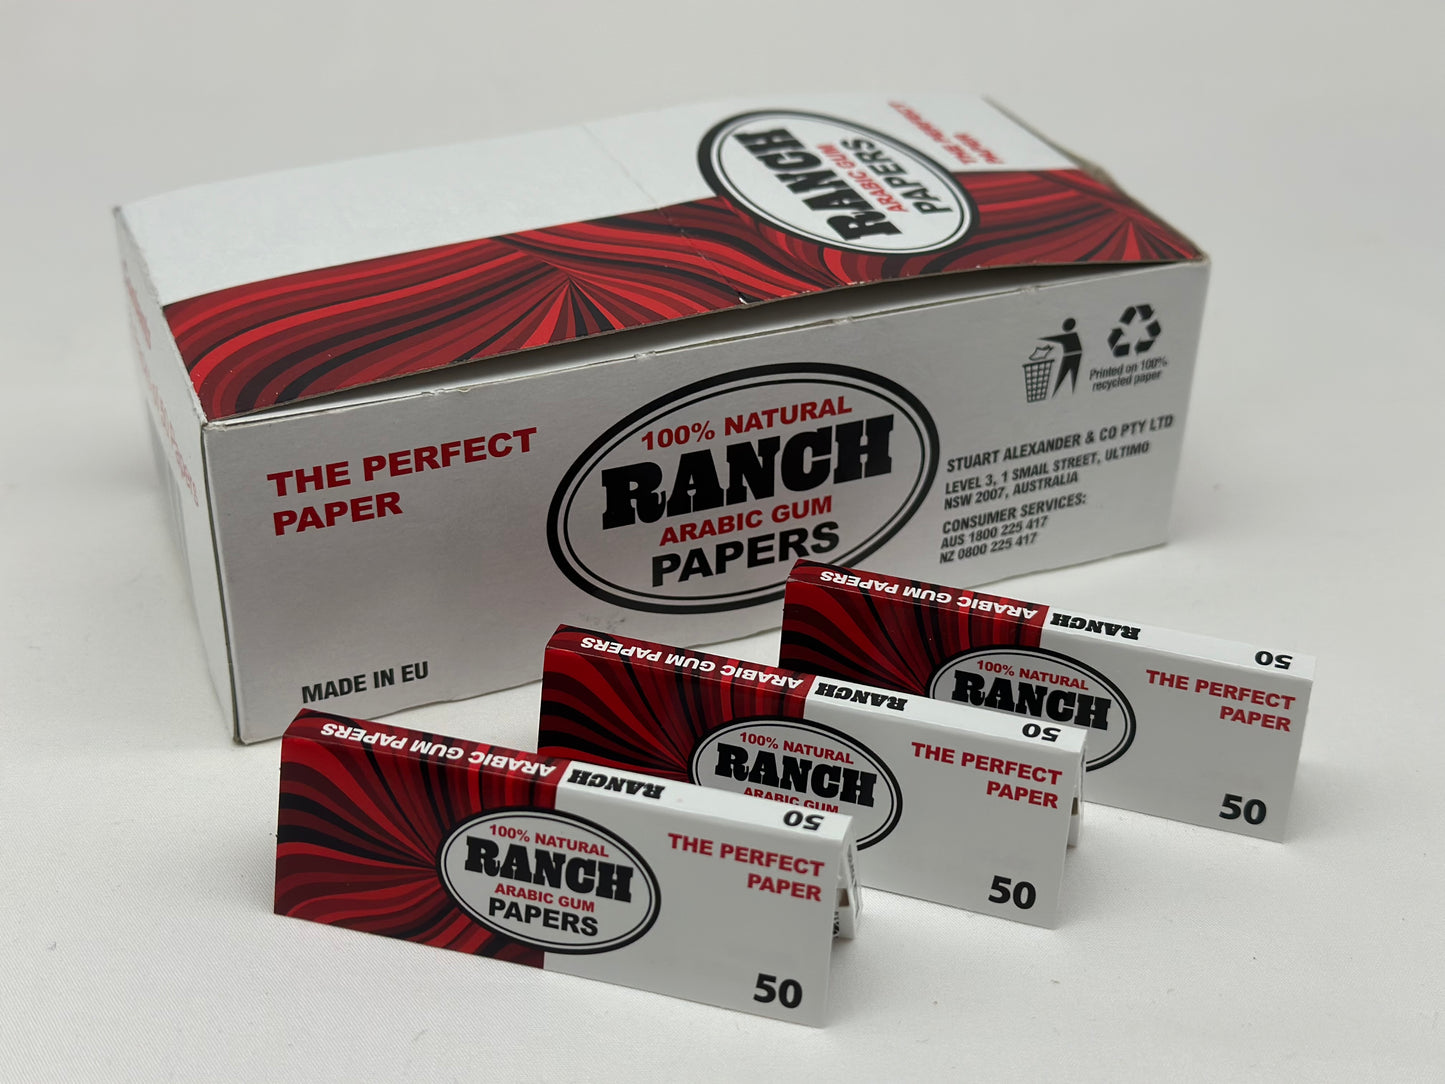 RANCH
ARABIC GUM
PAPERS
THE PERFECT
PAPER
THE PERFECT
PAPER
100% NATURAL
RANCH
ARABIC GUM
PAPERS
Printed on 100%
recycled paper
STUART ALEXANDER & CO PTY LTD
LEVEL 3, 1 SMAIL STREET, ULTIMO
NSW 2007, AUSTRALIA
CONSUMER SERVICES:
AUS 1800 225 417
NZ 0800 225 417
MADE IN EU
ARABIC GUM PAPERS RANCH 50
100% NATURAL
RANCH
THE PERFECT
PAPER
50
ARABIC GUM PAPERS RANCH 50
100% NATURAL
RANCH
ARABIC GUM
THE PERFECT
PAPER
50
ARABIC GUM PAPERS RANCH 50
100% NATURAL
RANCH
ARABIC GUM
PAPERS
THE PERFECT
PAPER
50